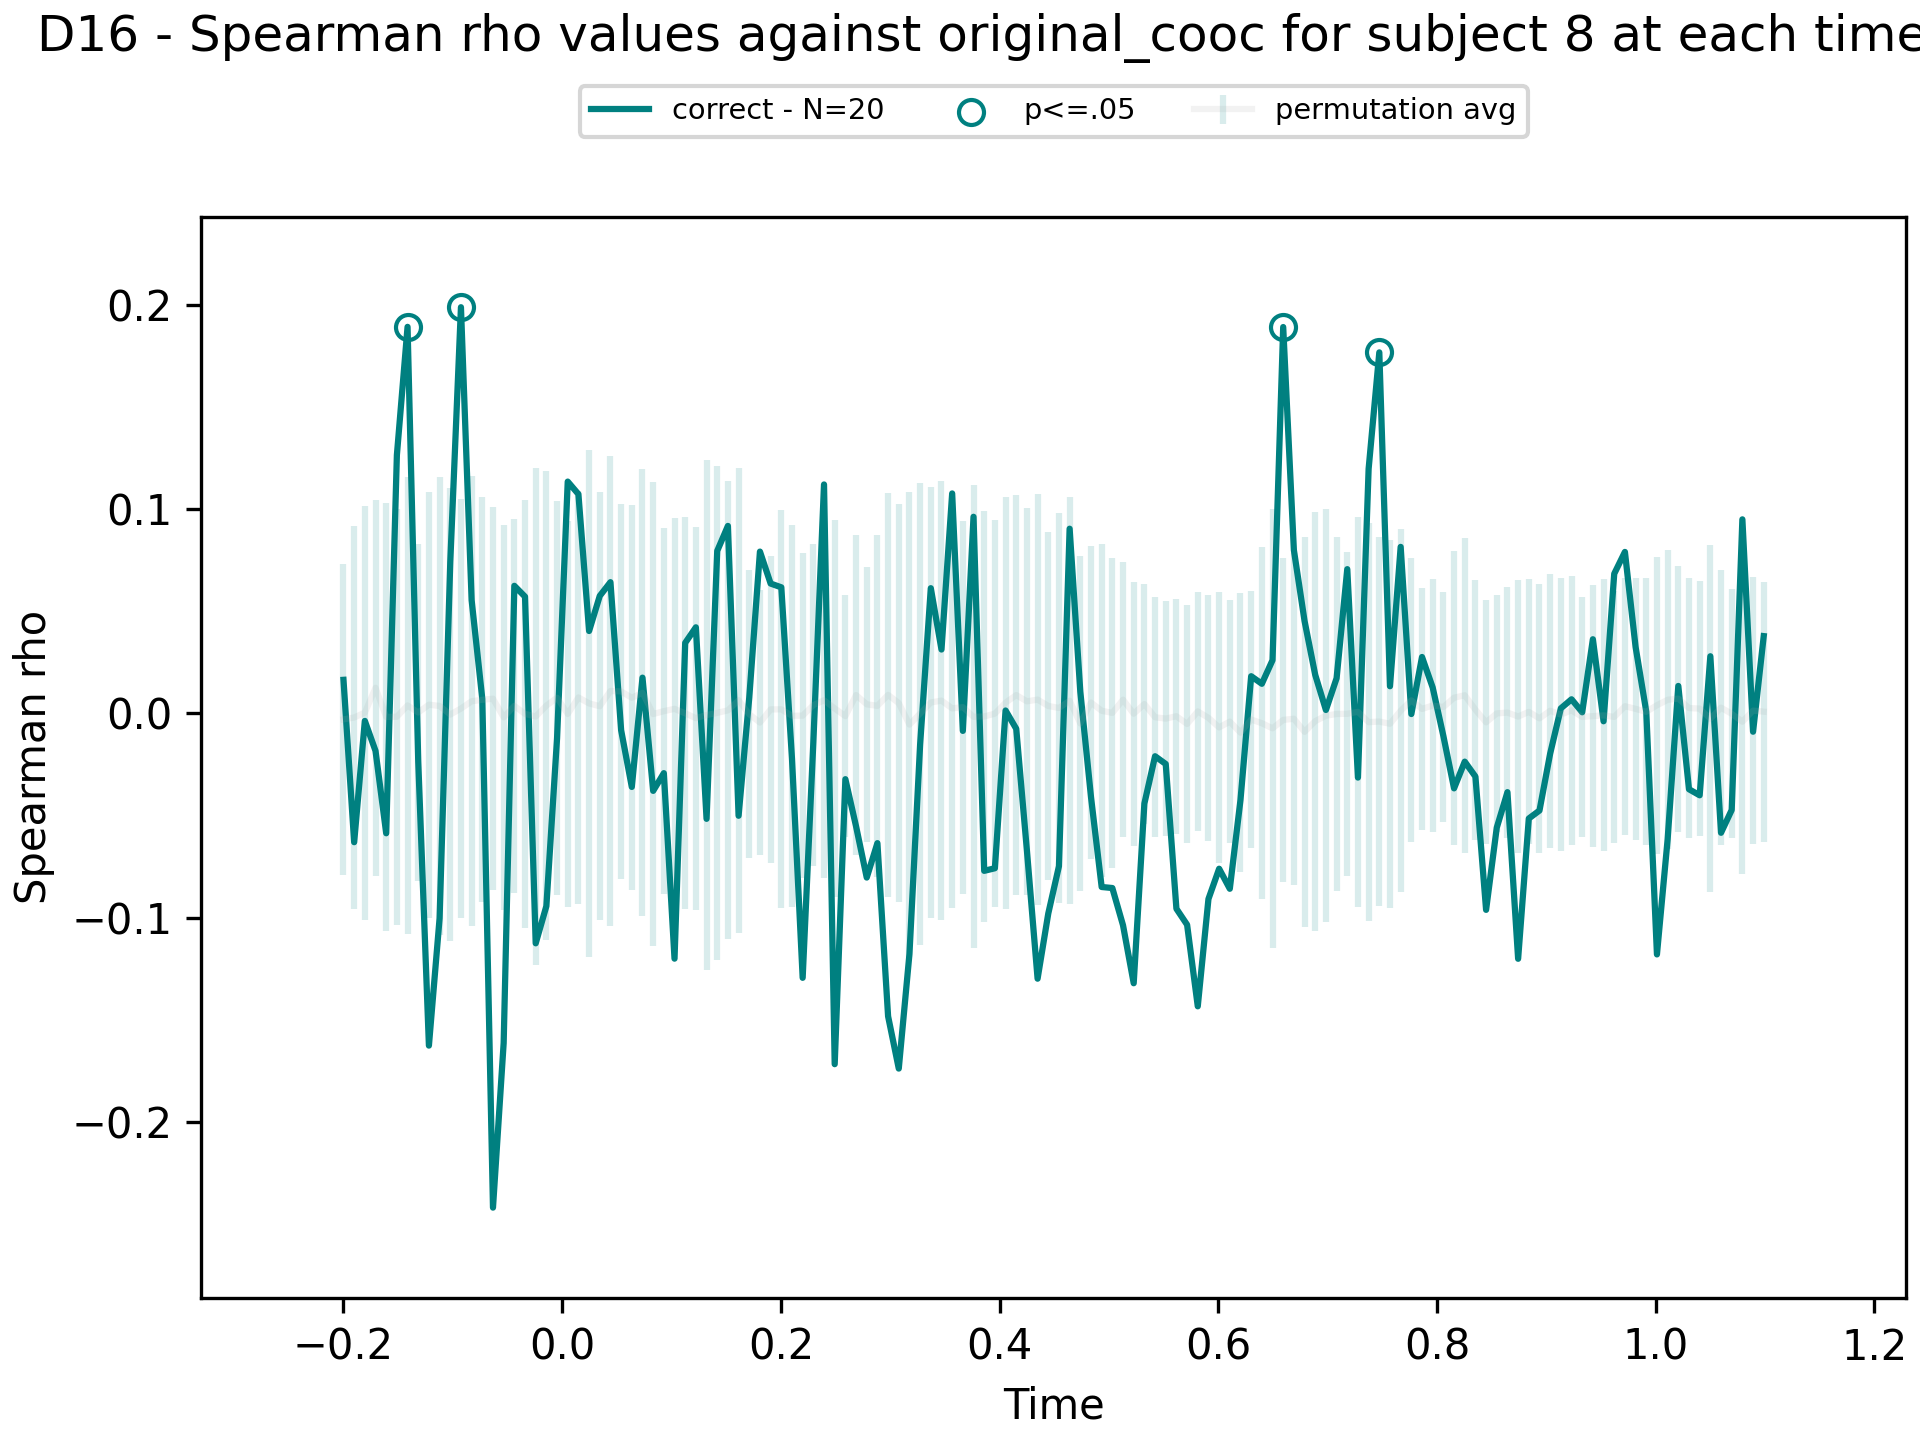 D16 - Spearman rho values against original_cooc for subject 8 at each time
correct - N=20 p<=.05 permutation avg
Spearman rho
0.2
0.1
0.0
−0.1
−0.2
−0.2 0.0 0.2 0.4 0.6 0.8 1.0 1.2
Time